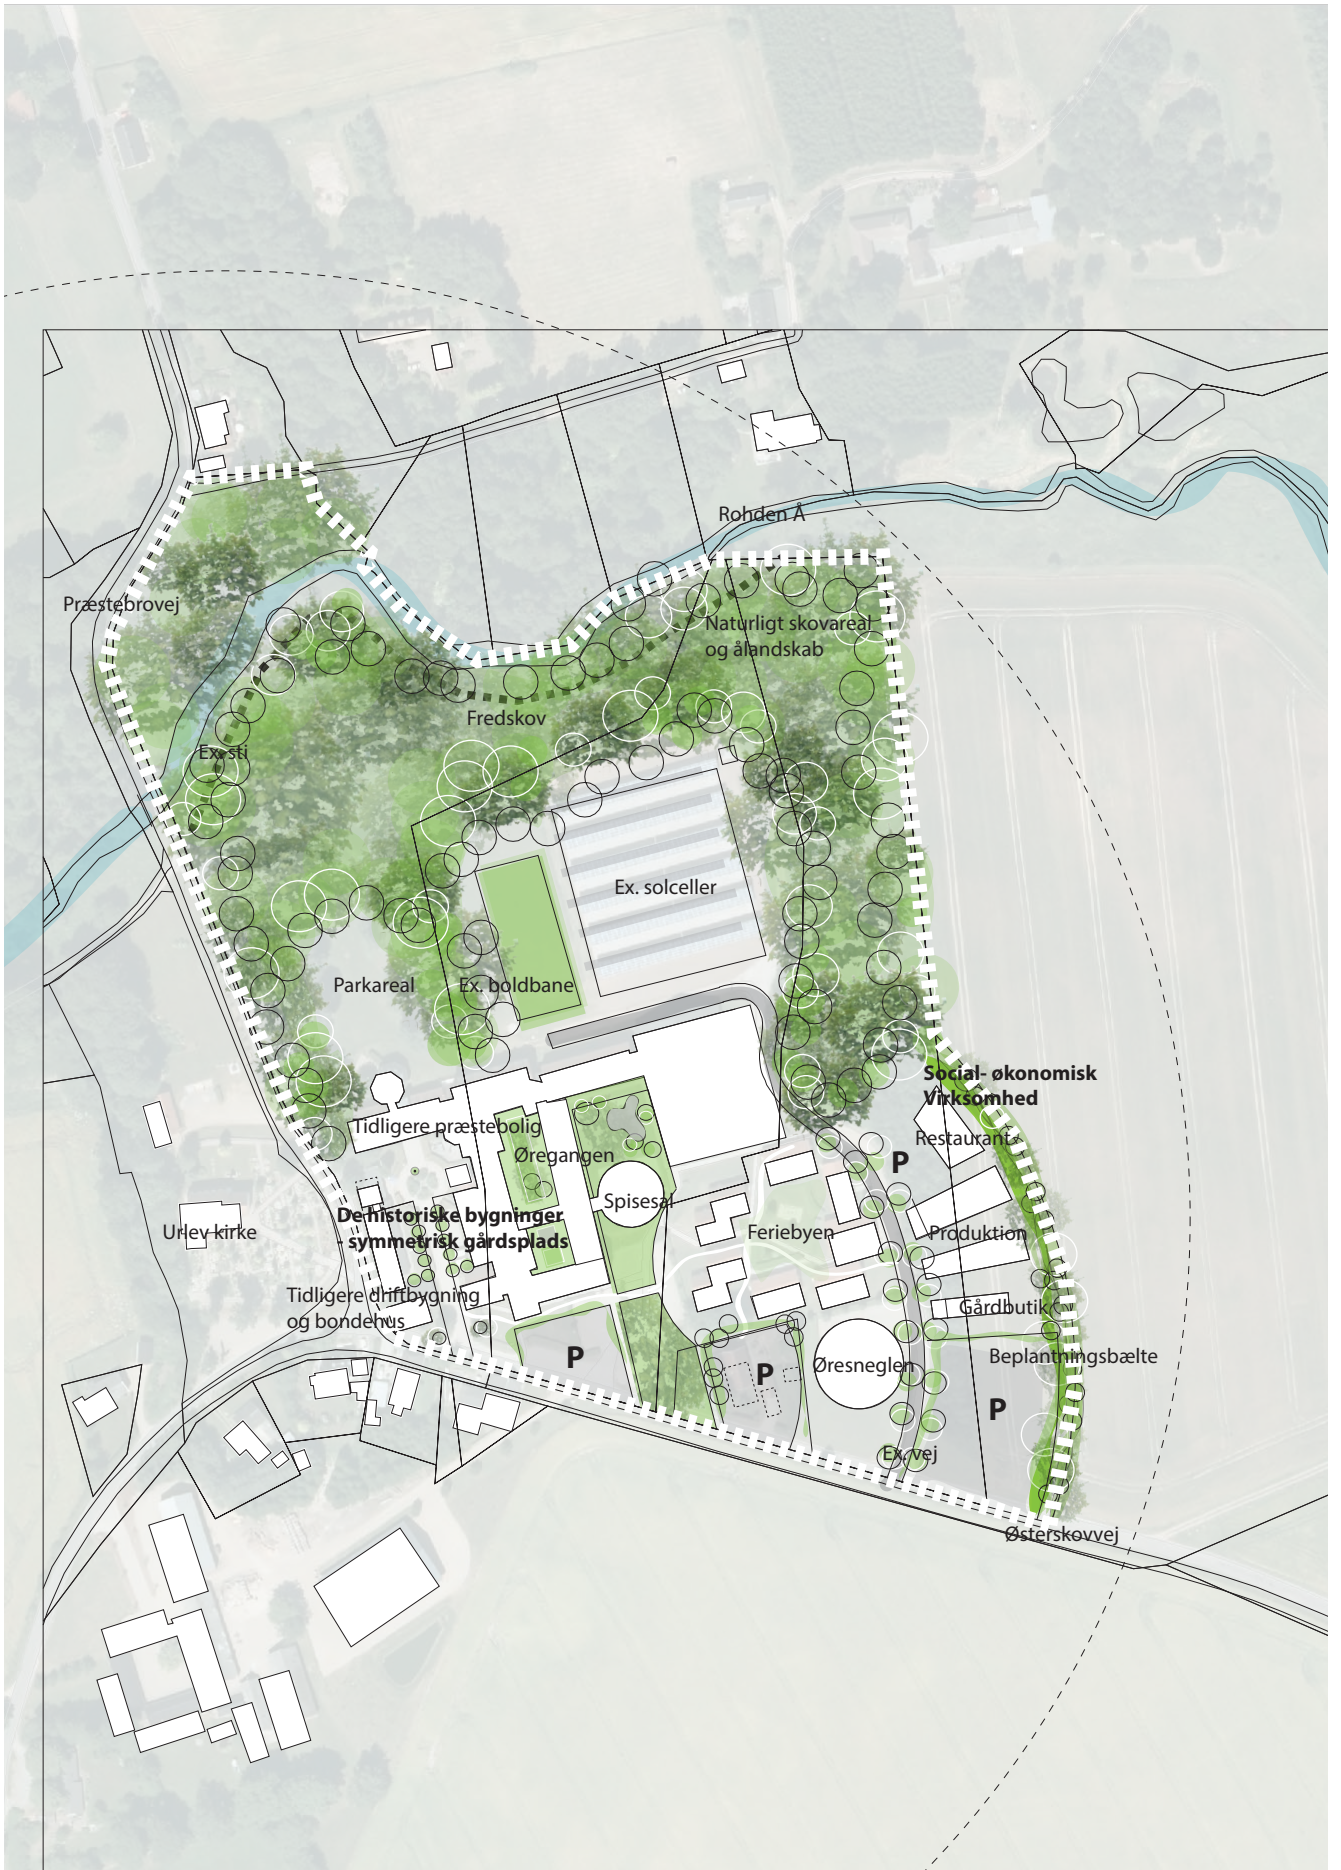 Rohden Å
Præstebrovej
Naturligt skovareal
og ålandskab
Fredskov
Ex. sti
Ex. solceller
Parkareal
Ex. boldbane
Social- økonomisk
Virksomhed
Tidligere præstebolig
Restaurant
Øregangen
P
Spisesal
De historiske bygninger
- symmetrisk gårdsplads
Urlev kirke
Feriebyen
Produktion
Tidligere driftbygning
og bondehus
Gårdbutik
P
P
Øresneglen
Beplantningsbælte
P
Ex. vej
Østerskovvej